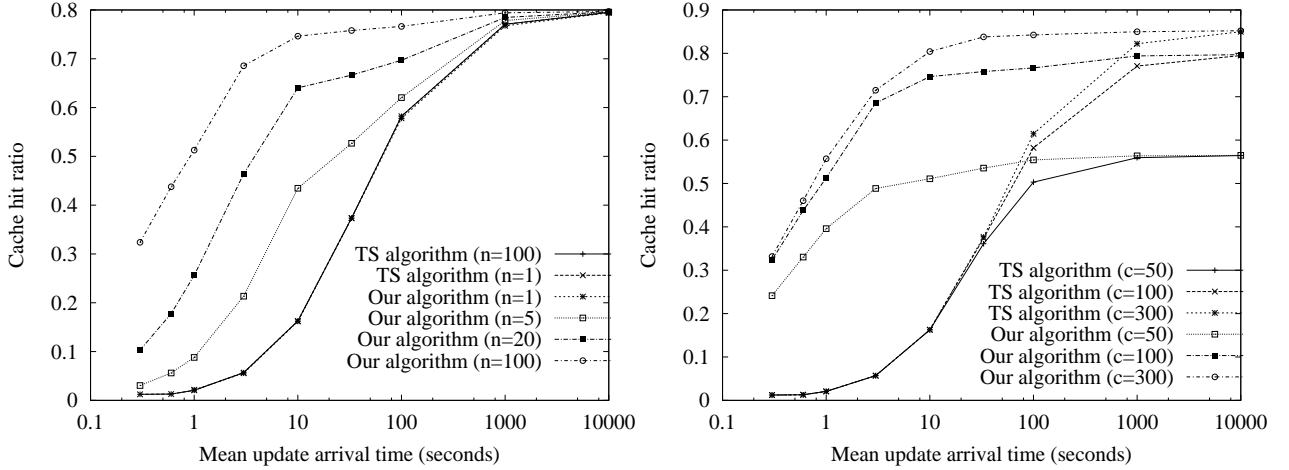 0.8
0.7
0.6
0.5
0.4
0.3
0.2
0.1
0
Cache hit ratio
TS algorithm (n=100)
TS algorithm (n=1)
Our algorithm (n=1)
Our algorithm (n=5)
Our algorithm (n=20)
Our algorithm (n=100)
0.1 1 10 100 1000 10000
Mean update arrival time (seconds)
0.9
0.8
0.7
0.6
0.5
0.4
0.3
0.2
0.1
0
Cache hit ratio
TS algorithm (c=50)
TS algorithm (c=100)
TS algorithm (c=300)
Our algorithm (c=50)
Our algorithm (c=100)
Our algorithm (c=300)
0.1 1 10 100 1000 10000
Mean update arrival time (seconds)